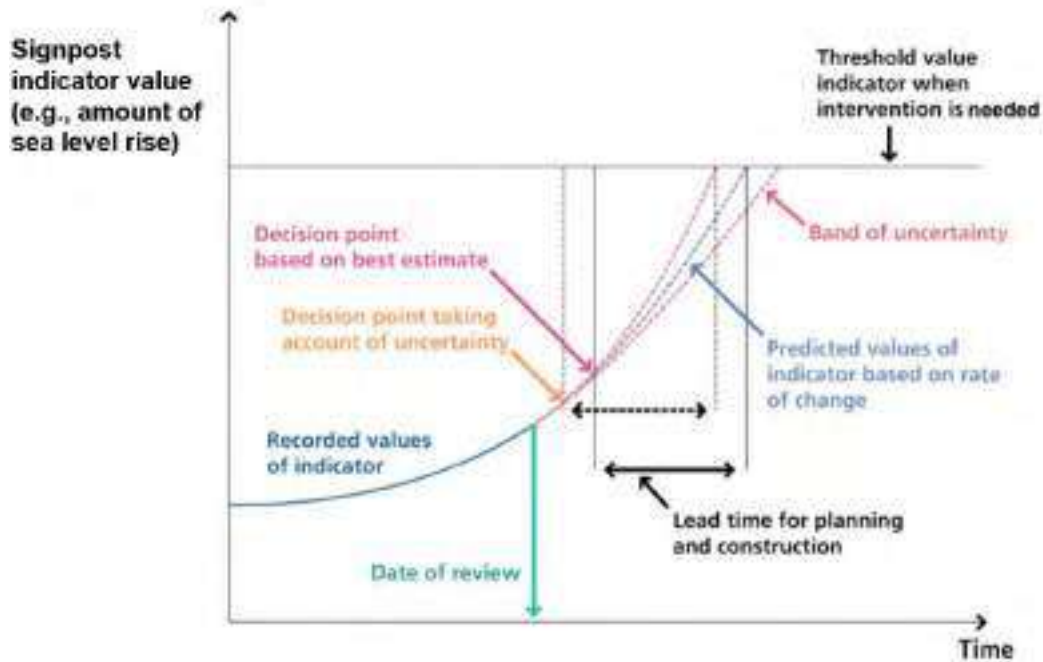 Signpost
indicator value
(e.g., amount of
sea level rise)
Threshold value
indicator when
intervention is needed
Decision point
based on best estimate
Band of uncertainty
Decision point taking
account of uncertainty
Predicted values of
indicator based on rate
of change
Recorded values
of indicator
Lead time for planning
and construction
Date of review
Time